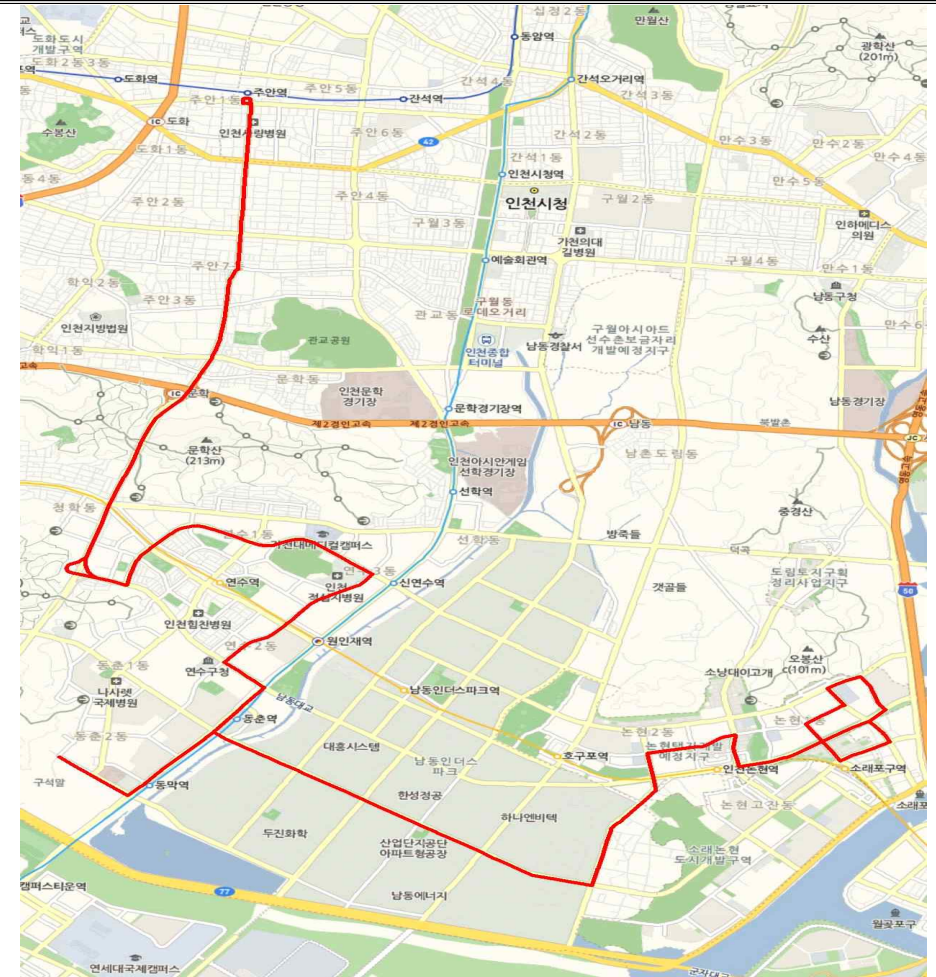 만월산
동암역
광학산
(201m)
도화도시
개발구역
도화2동3동
도화역
주안역
주안5동
간석역
간석4동
간석오거리역
간석3동
주안1동
수봉산
IC 도화
인천사랑병원
주안6동
42
간석2동
만수3동
만수2동
만수4동
도화1동
간석1동
인천시청역
만수5동
주안2동
주안4동
인천시청
구월2동
구월3동
가천의대
길병원
인하메디스
의원
예술회관역
구월4동
만수1동
주안7
학익2동
주안3동
남동구청
구월동
로데오거리
관교동
인천지방법원
관교공원
인천종합
터미널
남동경찰서
구월아시아드
선수촌보금자리
개발예정지구
만수6
수산
학익1동
문학동
인천문학
경기장
IC 문학
문학경기장역
IC 남동
남동경기장
제2경인고속
제2경인고속
북발촌
JC
문학산
(213m)
인천아시안게임
선학경기장
남촌도림동
선학역
청학동
중경산
방죽들
덕곡
연수1동
가천대메디컬캠퍼스
선학동
연수3동
도림토지구획
정리사업지구
연수역
인천
적십자병원
신연수역
갯골들
50
인천힘찬병원
원인재역
연수2동
동춘1동
연수구청
오봉산
(101m)
소냥대이고개
나사렛
국제병원
남동인더스파크역
남동대교
동춘역
논현1동
동춘2동
논현2동
대흥시스템
논현택지개발
예정지구
호구포역
남동인더스
파크
인천논현역
소래포구역
구석말
동막역
한성정공
논현고잔동
하나엔비텍
두진화학
산업단지공단
아파트형공장
소래논현
도시개발구역
77
캠퍼스타운역
남동에너지
월곶포구
연세대국제캠퍼스
군자대교